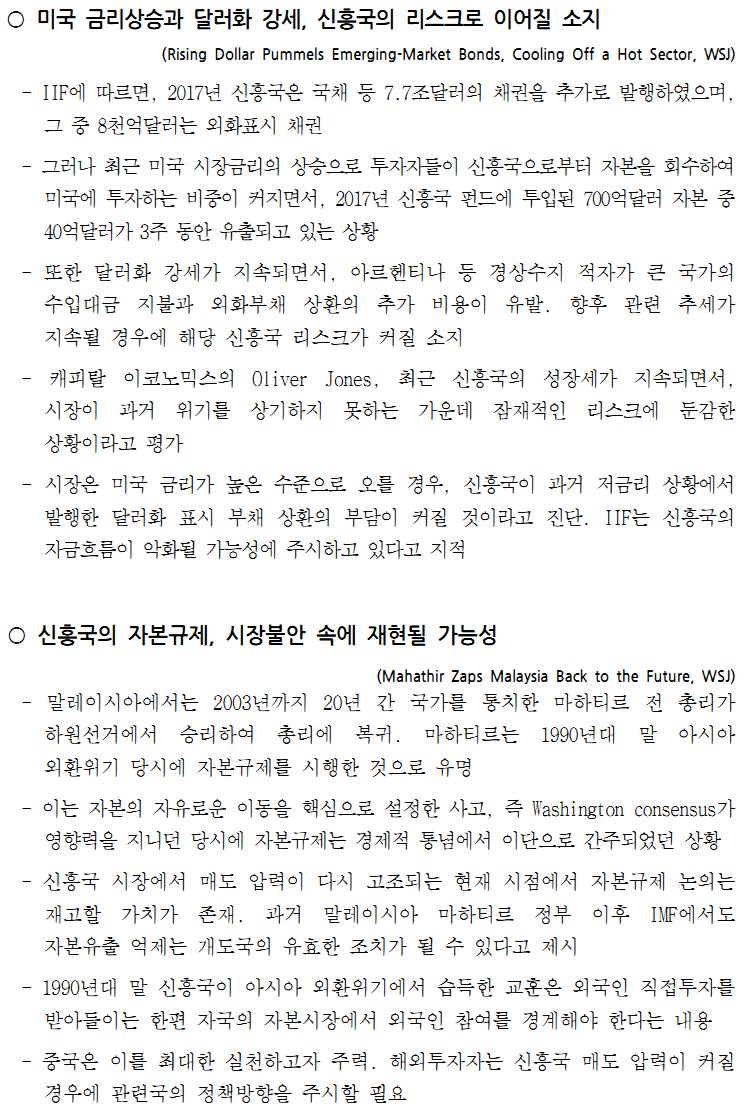 ○ 미국 금리상승과 달러화 강세, 신흥국의 리스크로 이어질 소지
(Rising Dollar Pummels Emerging-Market Bonds, Cooling Off a Hot Sector, WSJ)
- IIF에 따르면, 2017년 신흥국은 국채 등 7.7조달러의 채권을 추가로 발행하였으며,
그 중 8천억달러는 외화표시 채권
- 그러나 최근 미국 시장금리의 상승으로 투자자들이 신흥국으로부터 자본을 회수하여
미국에 투자하는 비중이 커지면서, 2017년 신흥국 펀드에 투입된 700억달러 자본 중
40억달러가 3주 동안 유출되고 있는 상황
- 또한 달러화 강세가 지속되면서, 아르헨티나 등 경상수지 적자가 큰 국가의
수입대금 지불과 외화부채 상환의 추가 비용이 유발. 향후 관련 추세가
지속될 경우에 해당 신흥국 리스크가 커질 소지
- 캐피탈 이코노믹스의 Oliver Jones, 최근 신흥국의 성장세가 지속되면서,
시장이 과거 위기를 상기하지 못하는 가운데 잠재적인 리스크에 둔감한
상황이라고 평가
- 시장은 미국 금리가 높은 수준으로 오를 경우, 신흥국이 과거 저금리 상황에서
발행한 달러화 표시 부채 상환의 부담이 커질 것이라고 진단. IIF는 신흥국의
자금흐름이 악화될 가능성에 주시하고 있다고 지적
○ 신흥국의 자본규제, 시장불안 속에 재현될 가능성
(Mahathir Zaps Malaysia Back to the Future, WSJ)
- 말레이시아에서는 2003년까지 20년 간 국가를 통치한 마하티르 전 총리가
하원선거에서 승리하여 총리에 복귀. 마하티르는 1990년대 말 아시아
외환위기 당시에 자본규제를 시행한 것으로 유명
- 이는 자본의 자유로운 이동을 핵심으로 설정한 사고, 즉 Washington consensus가
영향력을 지니던 당시에 자본규제는 경제적 통념에서 이단으로 간주되었던 상황
- 신흥국 시장에서 매도 압력이 다시 고조되는 현재 시점에서 자본규제 논의는
재고할 가치가 존재. 과거 말레이시아 마하티르 정부 이후 IMF에서도
자본유출 억제는 개도국의 유효한 조치가 될 수 있다고 제시
- 1990년대 말 신흥국이 아시아 외환위기에서 습득한 교훈은 외국인 직접투자를
받아들이는 한편 자국의 자본시장에서 외국인 참여를 경계해야 한다는 내용
- 중국은 이를 최대한 실천하고자 주력. 해외투자자는 신흥국 매도 압력이 커질
경우에 관련국의 정책방향을 주시할 필요